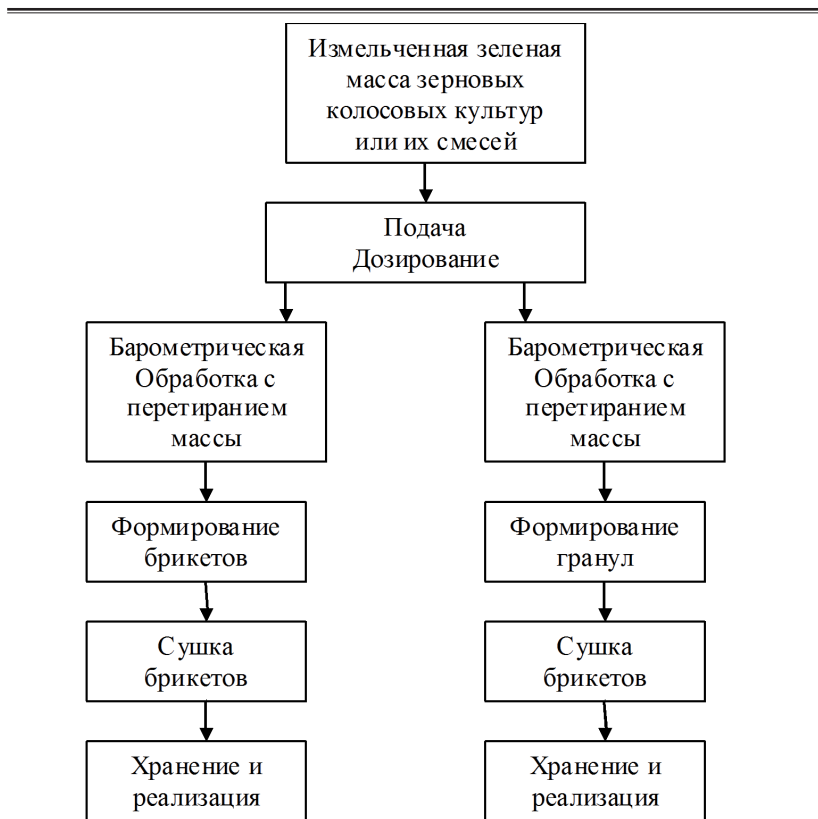 Измельченная зеленая
масса зерновых
колосовых культур
или их смесей
Подача
Дозирование
Барометрическая
Обработка с
перетиранием
массы
Формирование
брикетов
Сушка
брикетов
Хранение и
реализация
Барометрическая
Обработка с
перетиранием
массы
Формирование
гранул
Сушка
брикетов
Хранение и
реализация